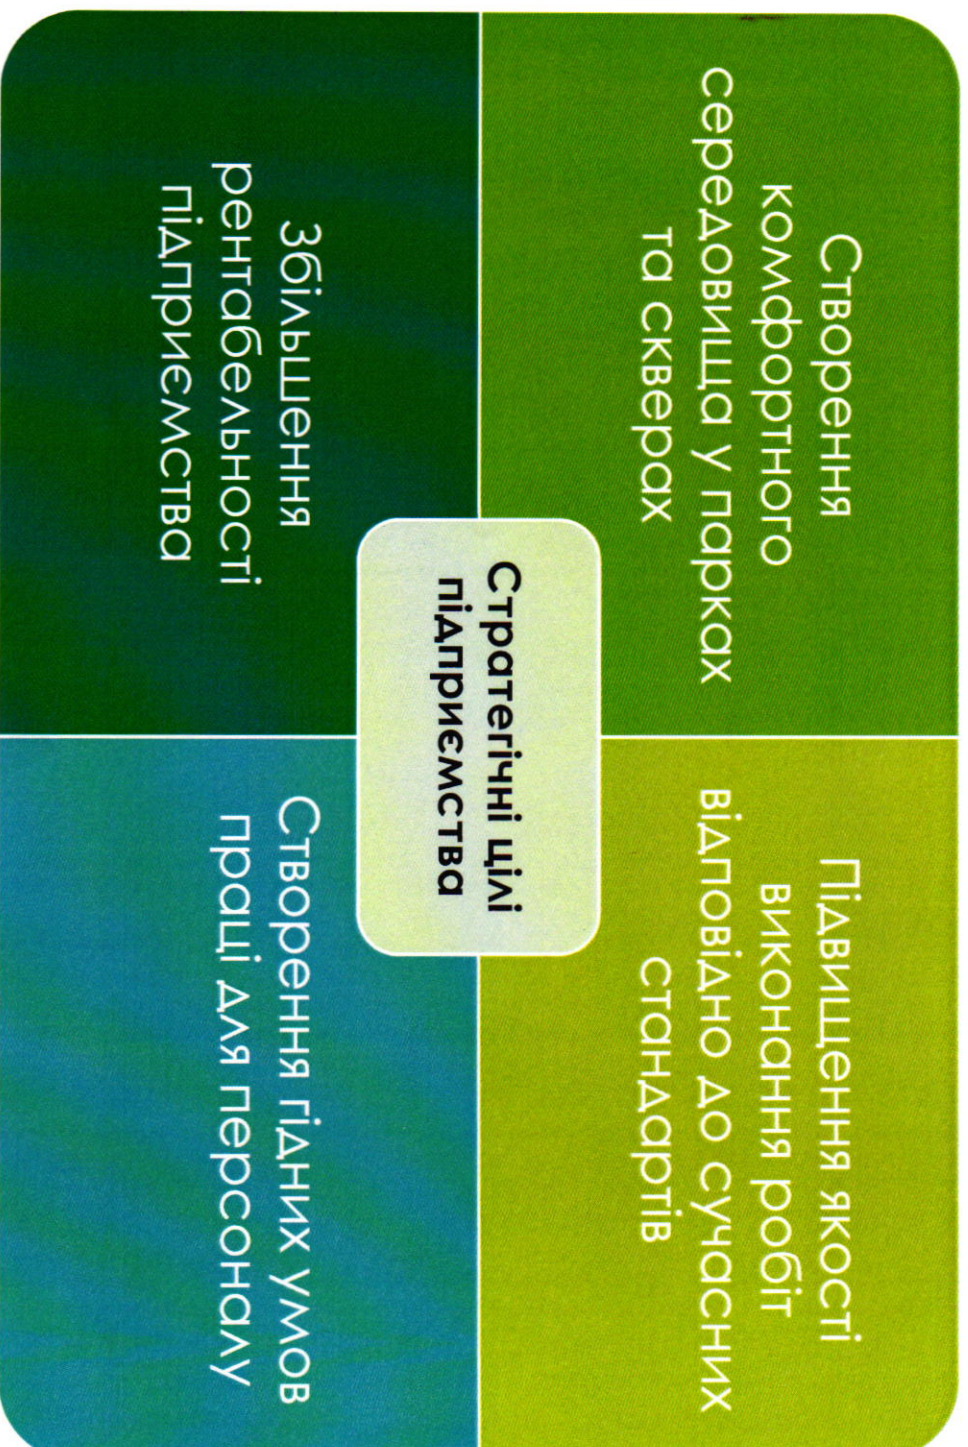 Створення
комфортного
середовища у парках
та скверах
Підвищення якості
виконання робіт
відповідно до сучасних
стандартів
Стратегічні цілі
підприємства
Збільшення
рентабельності
підприємства
Створення гідних умов
праці для персоналу